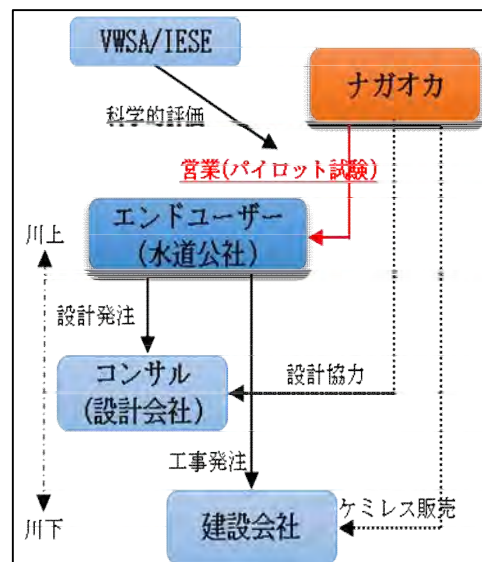 VWSA/IESE
ナガオカ
科学的評価
営業(パイロット試験)
エンドユーザー
(水道公社)
川上
設計発注
コンサル
(設計会社)
設計協力
工事発注
ケミレス販売
建設会社
川下